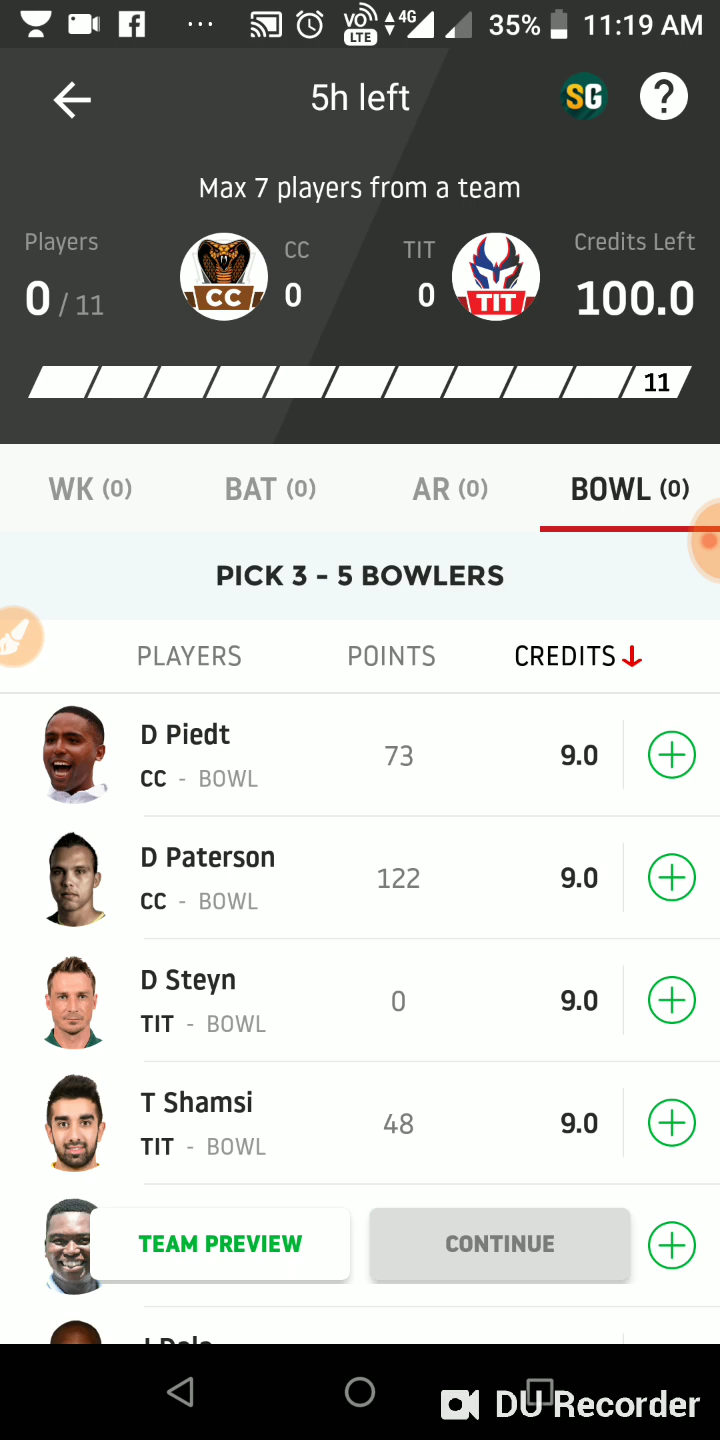 VO 4G 35% 11:19 AM
LTE
5h left SG ?
Max 7 players from a team
Players CC TIT Credits Left
0 / 11 CC 0 0 TIT 100.0
11
WK (0) BAT (0) AR (0) BOWL (0)
PICK 3 - 5 BOWLERS
PLAYERS POINTS CREDITS
D Piedt 73 9.0
CC - BOWL
D Paterson 122 9.0
CC - BOWL
D Steyn 0 9.0
TIT - BOWL
T Shamsi 48 9.0
TIT - BOWL
TEAM PREVIEW CONTINUE
DU Recorder